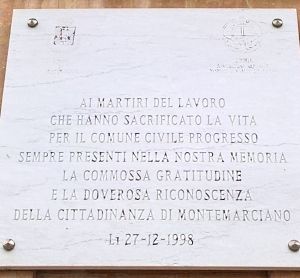 AI MARTIRI DEL LAVORO
CHE HANNO SACRIFICATO LA VITA
PER IL COMUNE CIVILE PROGRESSO
SEMPRE PRESENTI NELLA NOSTRA MEMORIA
LA COMMOSSA GRATITUDINE
E LA DOVEROSA RICONOSCENZA
DELLA CITTADINANZA DI MONTEMARCIANO
LI 27-12-1998